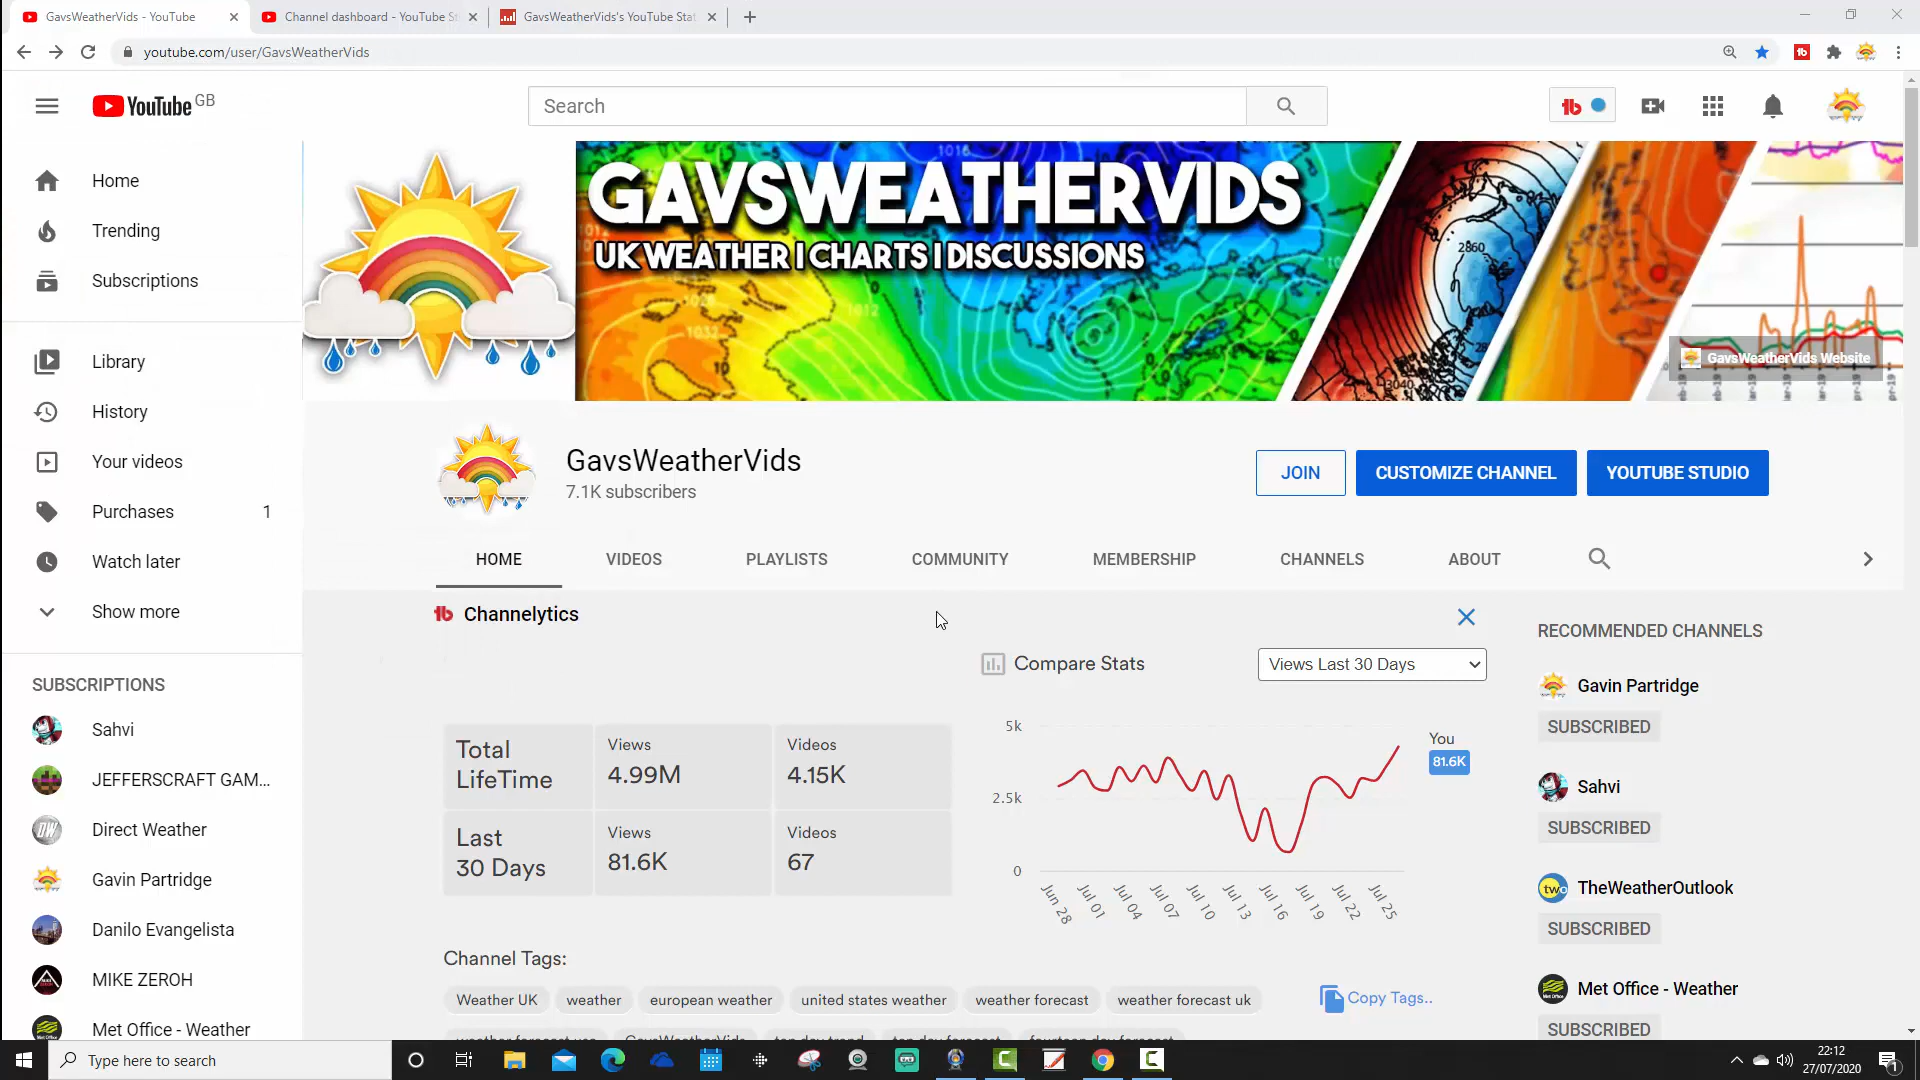 GavsWeatherVids - YouTube
Channel dashboard - YouTube St
GavsWeatherVids's YouTube Stat
youtube.com/user/GavsWeatherVids
YouTube GB
Search
Home
Trending
Subscriptions
Library
History
Your videos
Purchases 1
Watch later
Show more
SUBSCRIPTIONS
Sahvi
JEFFERSCRAFT GAM...
Direct Weather
Gavin Partridge
Danilo Evangelista
MIKE ZEROH
Met Office - Weather
GAVSWEATHERVIDS
UK WEATHER | CHARTS | DISCUSSIONS
1016
1012
1032
10
2860
3040
GavsWeatherVids Website
GavsWeatherVids
7.1K subscribers
JOIN
CUSTOMIZE CHANNEL
YOUTUBE STUDIO
HOME
VIDEOS
PLAYLISTS
COMMUNITY
MEMBERSHIP
CHANNELS
ABOUT
Channelytics
Compare Stats
Views Last 30 Days
Total LifeTime
Views
4.99M
Videos
4.15K
Last 30 Days
Views
81.6K
Videos
67
5k
2.5k
0
Jun 28
Jul 01
Jul 04
Jul 07
Jul 10
Jul 13
Jul 16
Jul 19
Jul 22
Jul 25
You
81.6K
Channel Tags:
Weather UK
weather
european weather
united states weather
weather forecast
weather forecast uk
Copy Tags..
RECOMMENDED CHANNELS
Gavin Partridge
SUBSCRIBED
Sahvi
SUBSCRIBED
TheWeatherOutlook
SUBSCRIBED
Met Office - Weather
SUBSCRIBED
Type here to search
22:12
27/07/2020